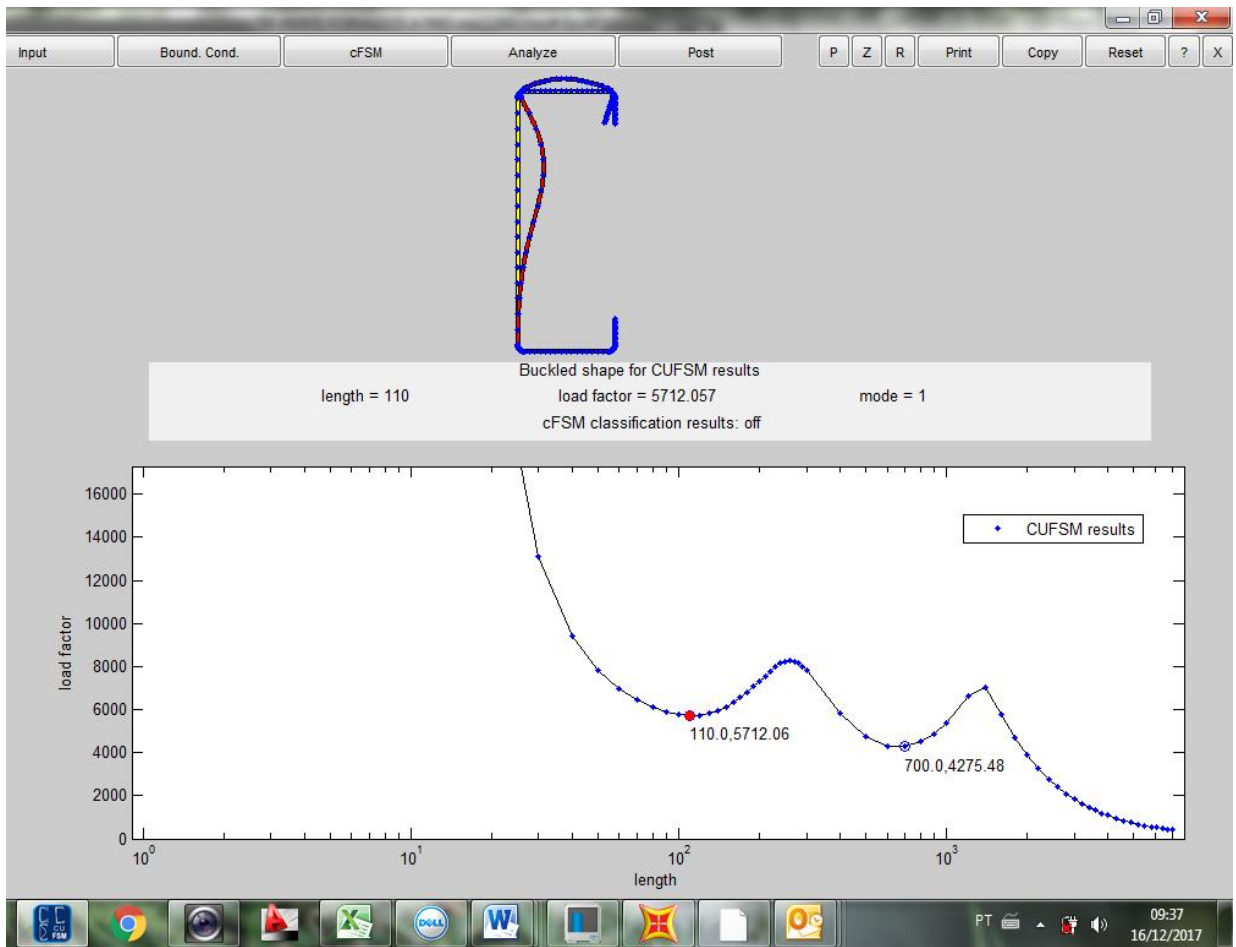 Input Bound. Cond. cFSM Analyze Post P Z R Print Copy Reset ? X
Buckled shape for CUFSM results
length = 110 load factor = 5712.057 mode = 1
cFSM classification results: off
16000
14000
12000
10000
8000
6000
4000
2000
0
load factor
CUFSM results
110.0,5712.06
700.0,4275.48
10^0 10^1 10^2 10^3
length
CU
FSM
DELL
W
PT 09:37
16/12/2017